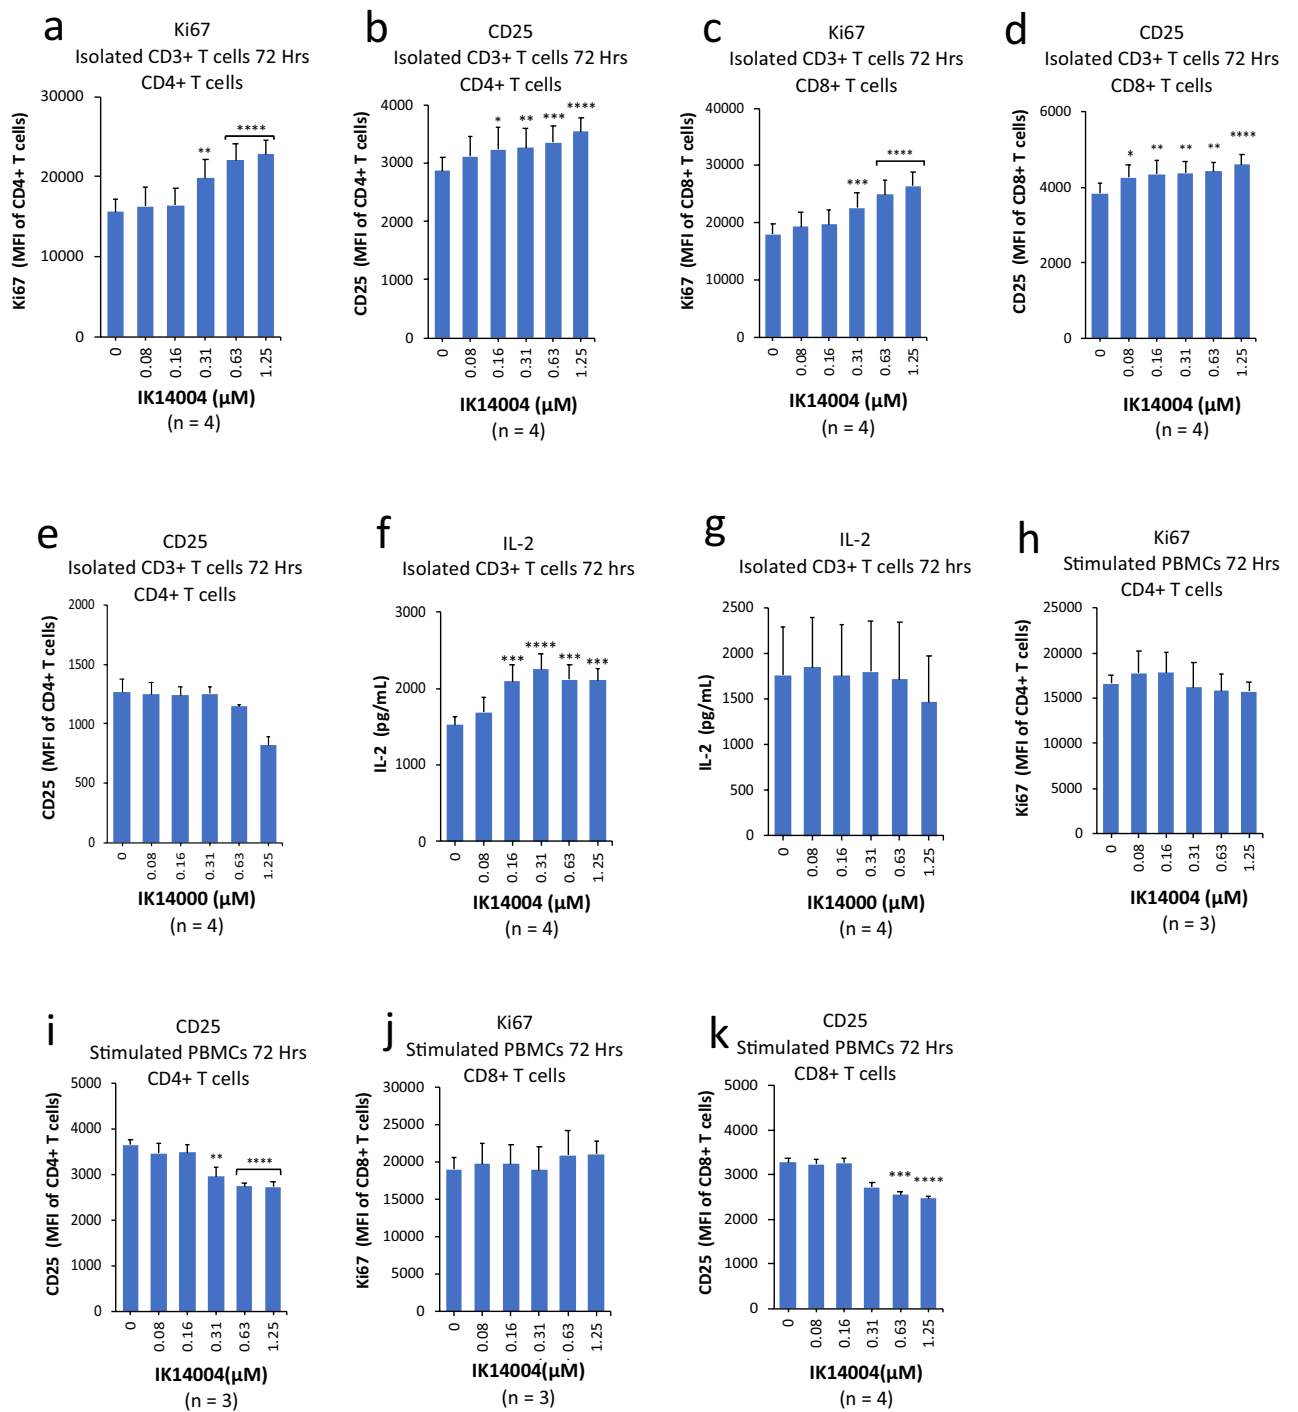 a
Ki67
Isolated CD3+ T cells 72 Hrs
CD4+ T cells
Ki67 (MFI of CD4+ T cells)
30000
20000
10000
0
**
****
0 0.08 0.16 0.31 0.63 1.25
IK14004 (µM)
(n = 4)
b
CD25
Isolated CD3+ T cells 72 Hrs
CD4+ T cells
CD25 (MFI of CD4+ T cells)
4000
3000
2000
1000
0
* ** *** ****
0 0.08 0.16 0.31 0.63 1.25
IK14004 (µM)
(n = 4)
c
Ki67
Isolated CD3+ T cells 72 Hrs
CD8+ T cells
Ki67 (MFI of CD8+ T cells)
40000
30000
20000
10000
0
*** ****
0 0.08 0.16 0.31 0.63 1.25
IK14004 (µM)
(n = 4)
d
CD25
Isolated CD3+ T cells 72 Hrs
CD8+ T cells
CD25 (MFI of CD8+ T cells)
6000
4000
2000
0
* ** ** ** ****
0 0.08 0.16 0.31 0.63 1.25
IK14004 (µM)
(n = 4)
e
CD25
Isolated CD3+ T cells 72 Hrs
CD4+ T cells
CD25 (MFI of CD4+ T cells)
2000
1500
1000
500
0
0 0.08 0.16 0.31 0.63 1.25
IK14000 (µM)
(n = 4)
f
IL-2
Isolated CD3+ T cells 72 hrs
IL-2 (pg/mL)
3000
2000
1000
0
*** **** *** ***
0 0.08 0.16 0.31 0.63 1.25
IK14004 (µM)
(n = 4)
g
IL-2
Isolated CD3+ T cells 72 hrs
IL-2 (pg/mL)
2500
2000
1500
1000
500
0
0 0.08 0.16 0.31 0.63 1.25
IK14000 (µM)
(n = 4)
h
Ki67
Stimulated PBMCs 72 Hrs
CD4+ T cells
Ki67 (MFI of CD4+ T cells)
25000
20000
15000
10000
5000
0
0 0.08 0.16 0.31 0.63 1.25
IK14004 (µM)
(n = 3)
i
CD25
Stimulated PBMCs 72 Hrs
CD4+ T cells
CD25 (MFI of CD4+ T cells)
5000
4000
3000
2000
1000
0
** ****
0 0.08 0.16 0.31 0.63 1.25
IK14004(µM)
(n = 3)
j
Ki67
Stimulated PBMCs 72 Hrs
CD8+ T cells
Ki67 (MFI of CD8+ T cells)
30000
25000
20000
15000
10000
5000
0
0 0.08 0.16 0.31 0.63 1.25
IK14004(µM)
(n = 3)
k
CD25
Stimulated PBMCs 72 Hrs
CD8+ T cells
CD25 (MFI of CD8+ T cells)
5000
4000
3000
2000
1000
0
*** ****
0 0.08 0.16 0.31 0.63 1.25
IK14004(µM)
(n = 4)